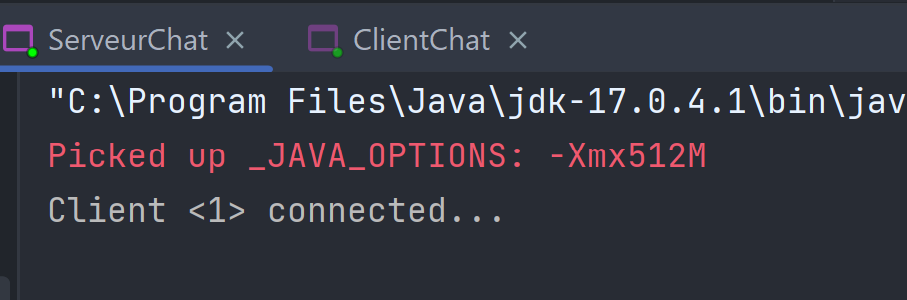 ServeurChat ClientChat
"C:\Program Files\Java\jdk-17.0.4.1\bin\jav
Picked up _JAVA_OPTIONS: -Xmx512M
Client <1> connected...